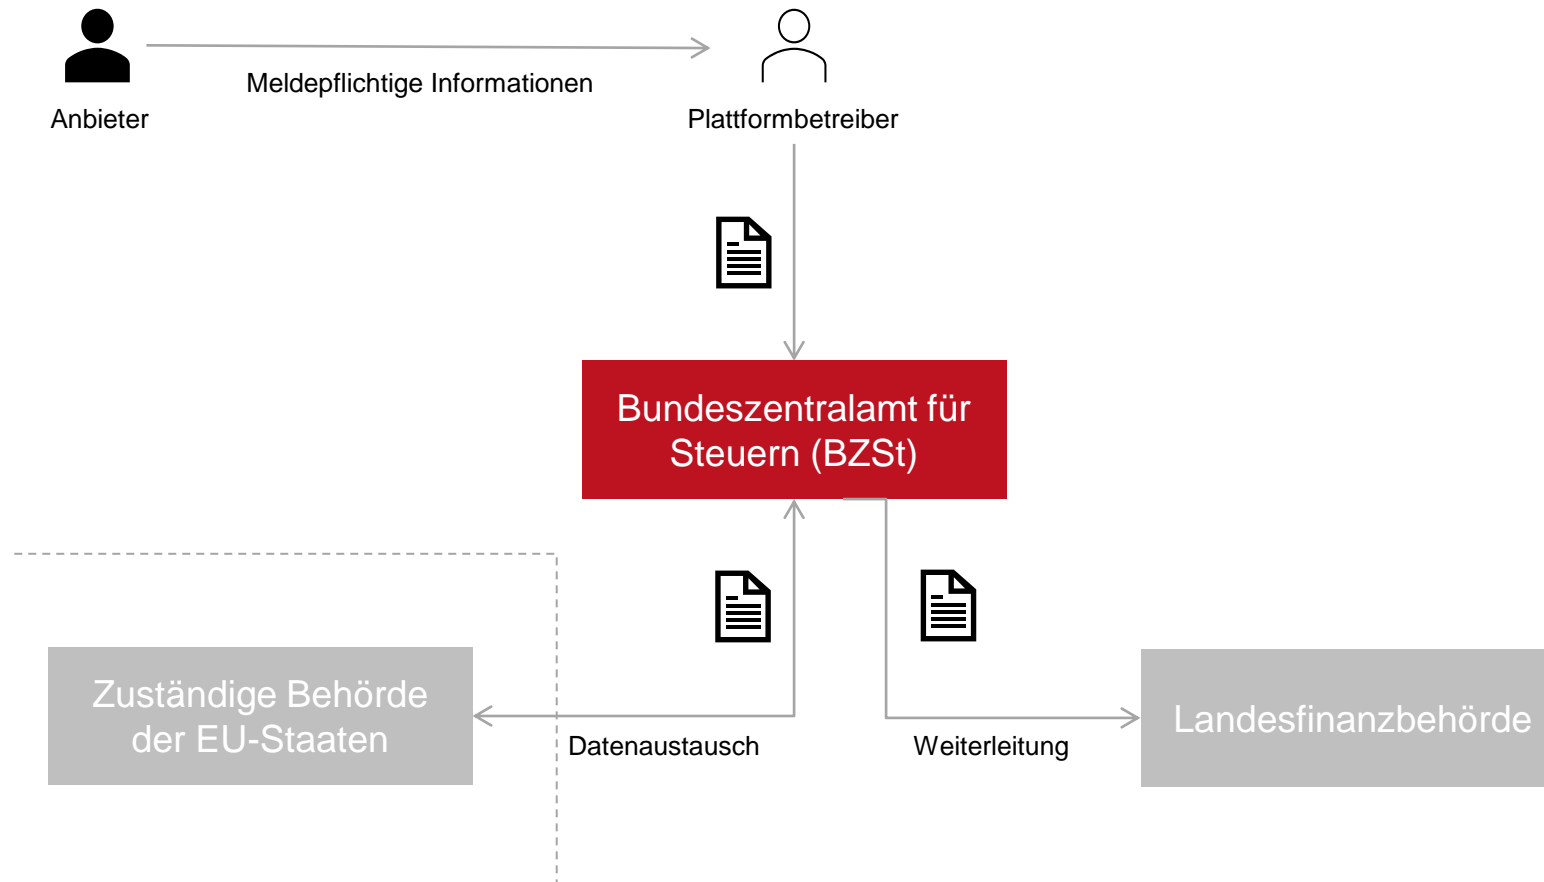 Meldepflichtige Informationen
Anbieter
Plattformbetreiber
Bundeszentralamt für
Steuern (BZSt)
Zuständige Behörde
der EU-Staaten
Datenaustausch
Weiterleitung
Landesfinanzbehörde